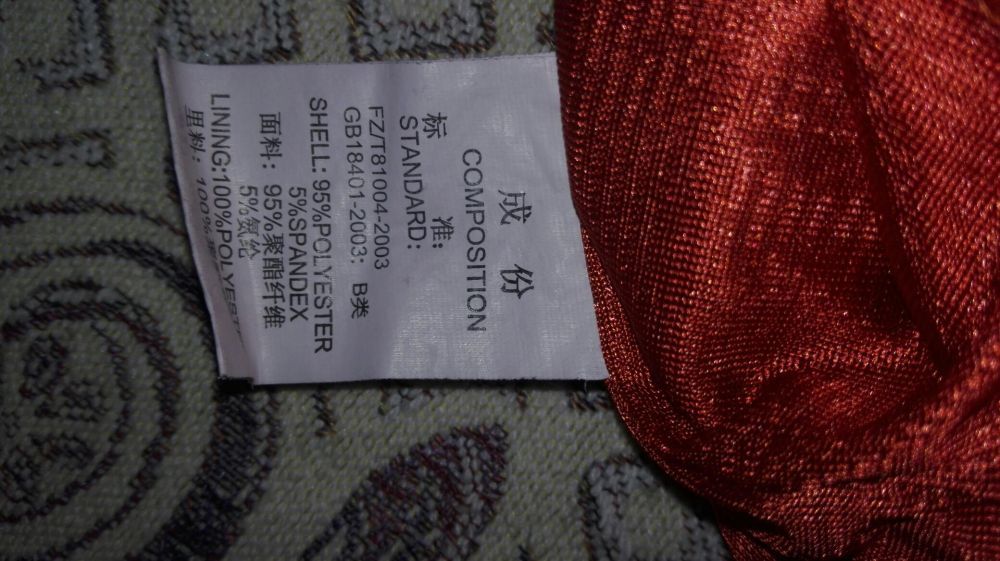 成 份
COMPOSITION
标 准:
STANDARD:
FZ/T81004-2003
GB18401-2003: B类
SHELL: 95%POLYESTER
5%SPANDEX
面料: 95%聚酯纤维
5%氨纶
LINING:100%POLYESTER
里料: 100%